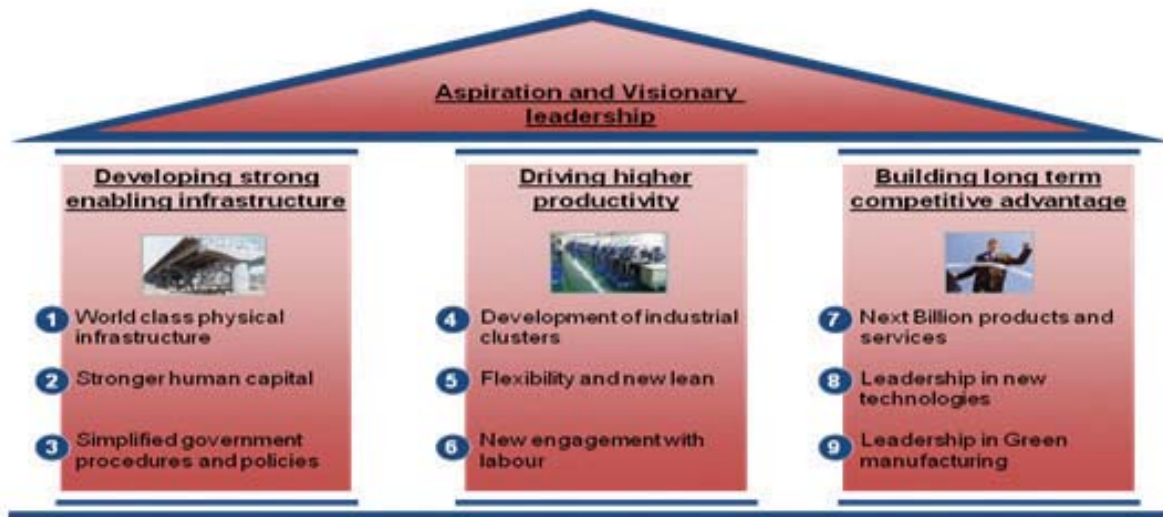 Aspiration and Visionary
leadership
Developing strong
enabling infrastructure
1 World class physical
infrastructure
2 Stronger human capital
3 Simplified government
procedures and policies
Driving higher
productivity
4 Development of industrial
clusters
5 Flexibility and new lean
6 New engagement with
labour
Building long term
competitive advantage
7 Next Billion products and
services
8 Leadership in new
technologies
9 Leadership in Green
manufacturing